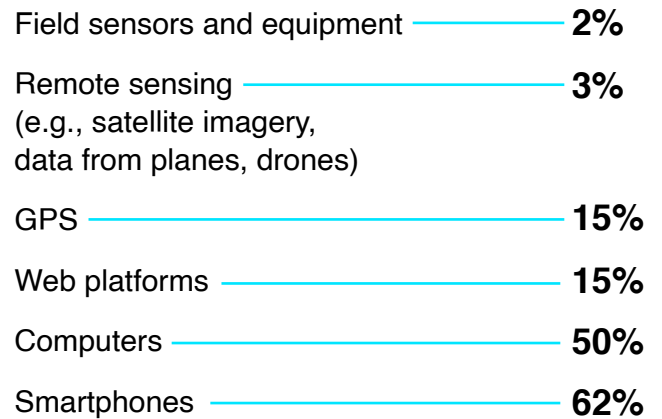 Field sensors and equipment 2%
Remote sensing 3%
(e.g., satellite imagery,
data from planes, drones)
GPS 15%
Web platforms 15%
Computers 50%
Smartphones 62%